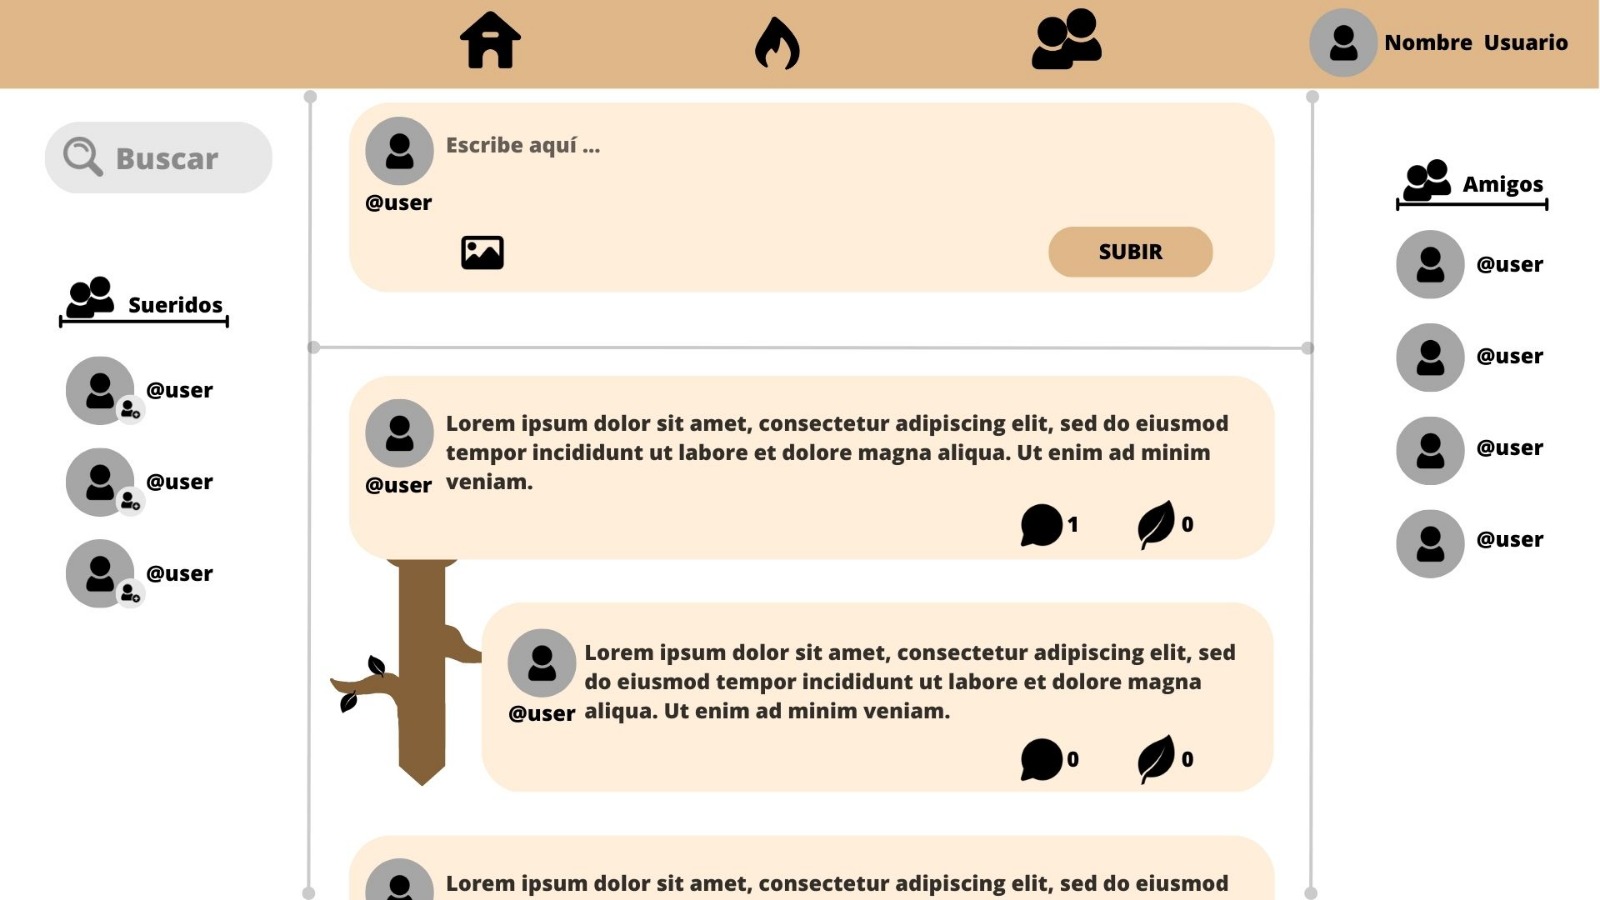 Nombre Usuario
Buscar
Sueridos
@user
@user
@user
Escribe aquí ...
@user
SUBIR
Lorem ipsum dolor sit amet, consectetur adipiscing elit, sed do eiusmod
tempor incididunt ut labore et dolore magna aliqua. Ut enim ad minim
veniam.
@user
1
0
Lorem ipsum dolor sit amet, consectetur adipiscing elit, sed
do eiusmod tempor incididunt ut labore et dolore magna
aliqua. Ut enim ad minim veniam.
@user
0
0
Lorem ipsum dolor sit amet, consectetur adipiscing elit, sed do eiusmod
Amigos
@user
@user
@user
@user